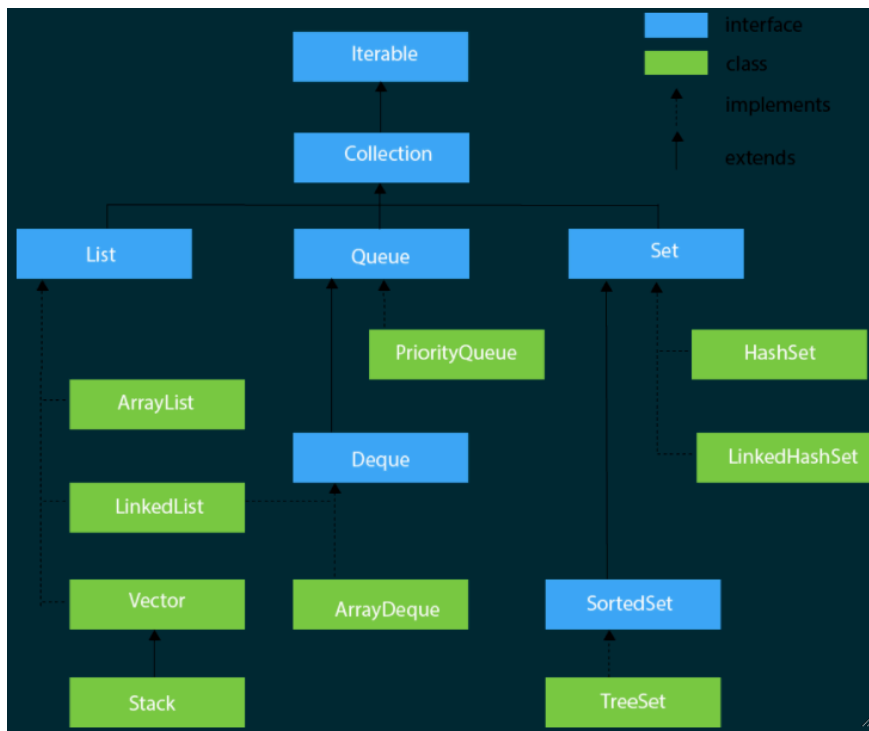 interface
Iterable
class
implements
Collection
extends
List
Queue
Set
PriorityQueue
HashSet
ArrayList
Deque
LinkedHashSet
LinkedList
Vector
ArrayDeque
SortedSet
Stack
TreeSet